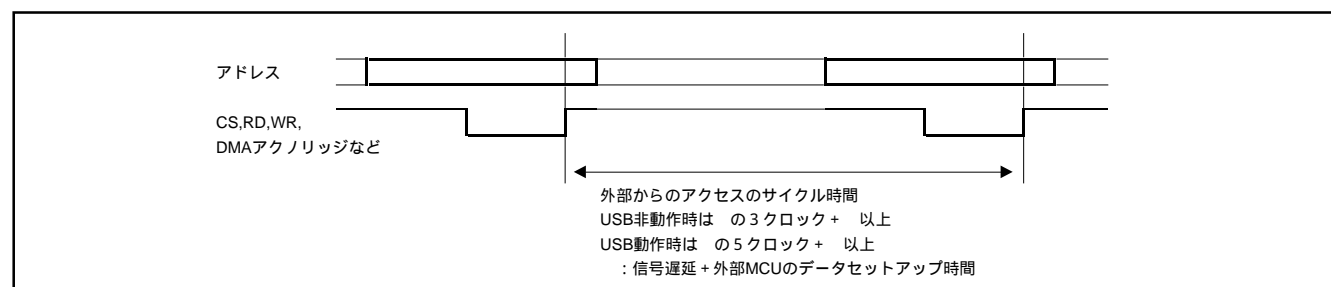 アドレス
CS,RD,WR,
DMAアクノリッジなど
外部からのアクセスのサイクル時間
USB非動作時は の３クロック＋ 以上
USB動作時は の５クロック＋ 以上
：信号遅延＋外部MCUのデータセットアップ時間